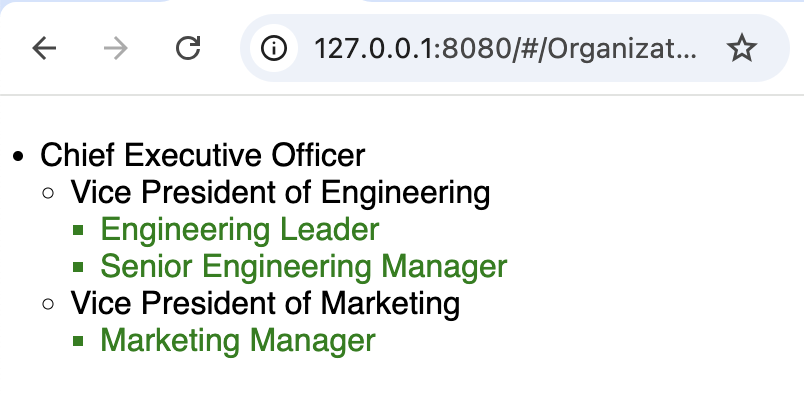 127.0.0.1:8080/#/Organizat...
Chief Executive Officer
Vice President of Engineering
Engineering Leader
Senior Engineering Manager
Vice President of Marketing
Marketing Manager